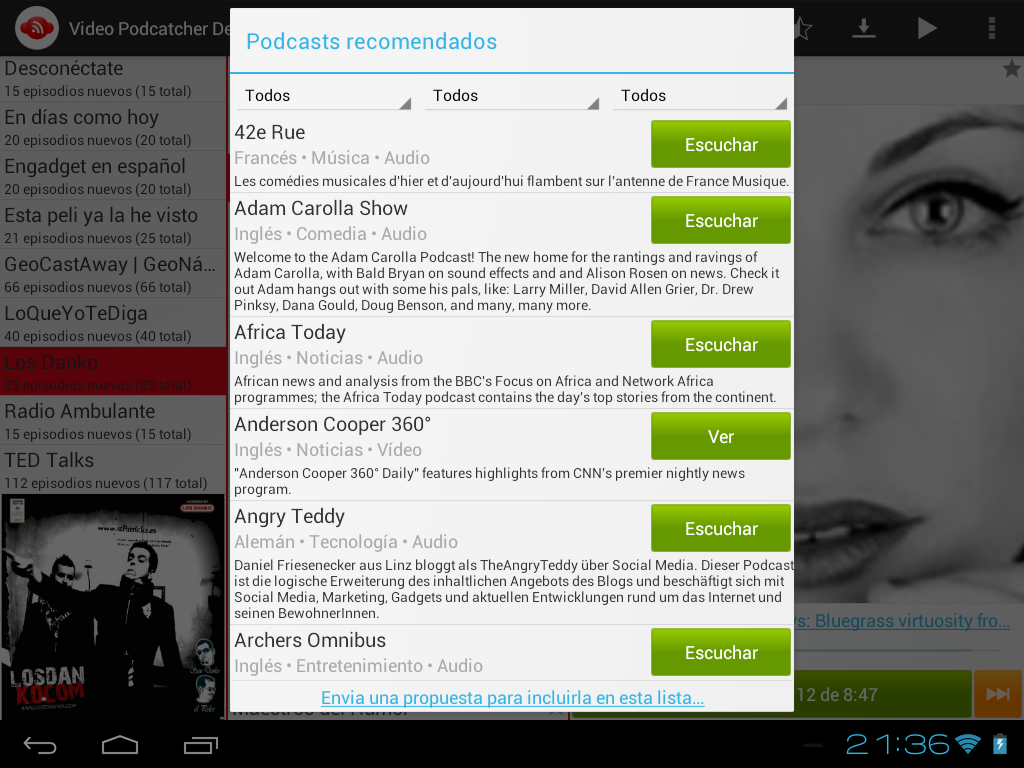 Video Podcatcher De
Podcasts recomendados
Todos
Todos
Todos
42e Rue
Francés • Música • Audio
Les comédies musicales d'hier et d'aujourd'hui flambent sur l'antenne de France Musique.
Escuchar
Adam Carolla Show
Inglés • Comedia • Audio
Welcome to the Adam Carolla Podcast! The new home for the rantings and ravings of
Adam Carolla, with Bald Bryan on sound effects and and Alison Rosen on news. Check it
out Adam hangs out with some his pals, like: Larry Miller, David Allen Grier, Dr. Drew
Pinksy, Dana Gould, Doug Benson, and many, many more.
Escuchar
Africa Today
Inglés • Noticias • Audio
African news and analysis from the BBC's Focus on Africa and Network Africa
programmes; the Africa Today podcast contains the day's top stories from the continent.
Escuchar
Anderson Cooper 360°
Inglés • Noticias • Vídeo
"Anderson Cooper 360° Daily" features highlights from CNN's premier nightly news
program.
Ver
Angry Teddy
Alemán • Tecnología • Audio
Daniel Friesenecker aus Linz bloggt als TheAngryTeddy über Social Media. Dieser Podcast
ist die logische Erweiterung des inhaltlichen Angebots des Blogs und beschäftigt sich mit
Social Media, Marketing, Gadgets und aktuellen Entwicklungen rund um das Internet und
seinen BewohnerInnen.
Escuchar
Archers Omnibus
Inglés • Entretenimiento • Audio
Escuchar
Envia una propuesta para incluirla en esta lista...
Desconéctate
15 episodios nuevos (15 total)
En días como hoy
20 episodios nuevos (20 total)
Engadget en español
20 episodios nuevos (20 total)
Esta peli ya la he visto
21 episodios nuevos (25 total)
GeoCastAway | GeoNá...
66 episodios nuevos (66 total)
LoQueYoTeDiga
40 episodios nuevos (40 total)
Los Danko
83 episodios nuevos (83 total)
Radio Ambulante
15 episodios nuevos (15 total)
TED Talks
112 episodios nuevos (117 total)
LOSDAN
KOCOM
ys: Bluegrass virtuosity fro...
12 de 8:47
Maestros del Humor
21:36